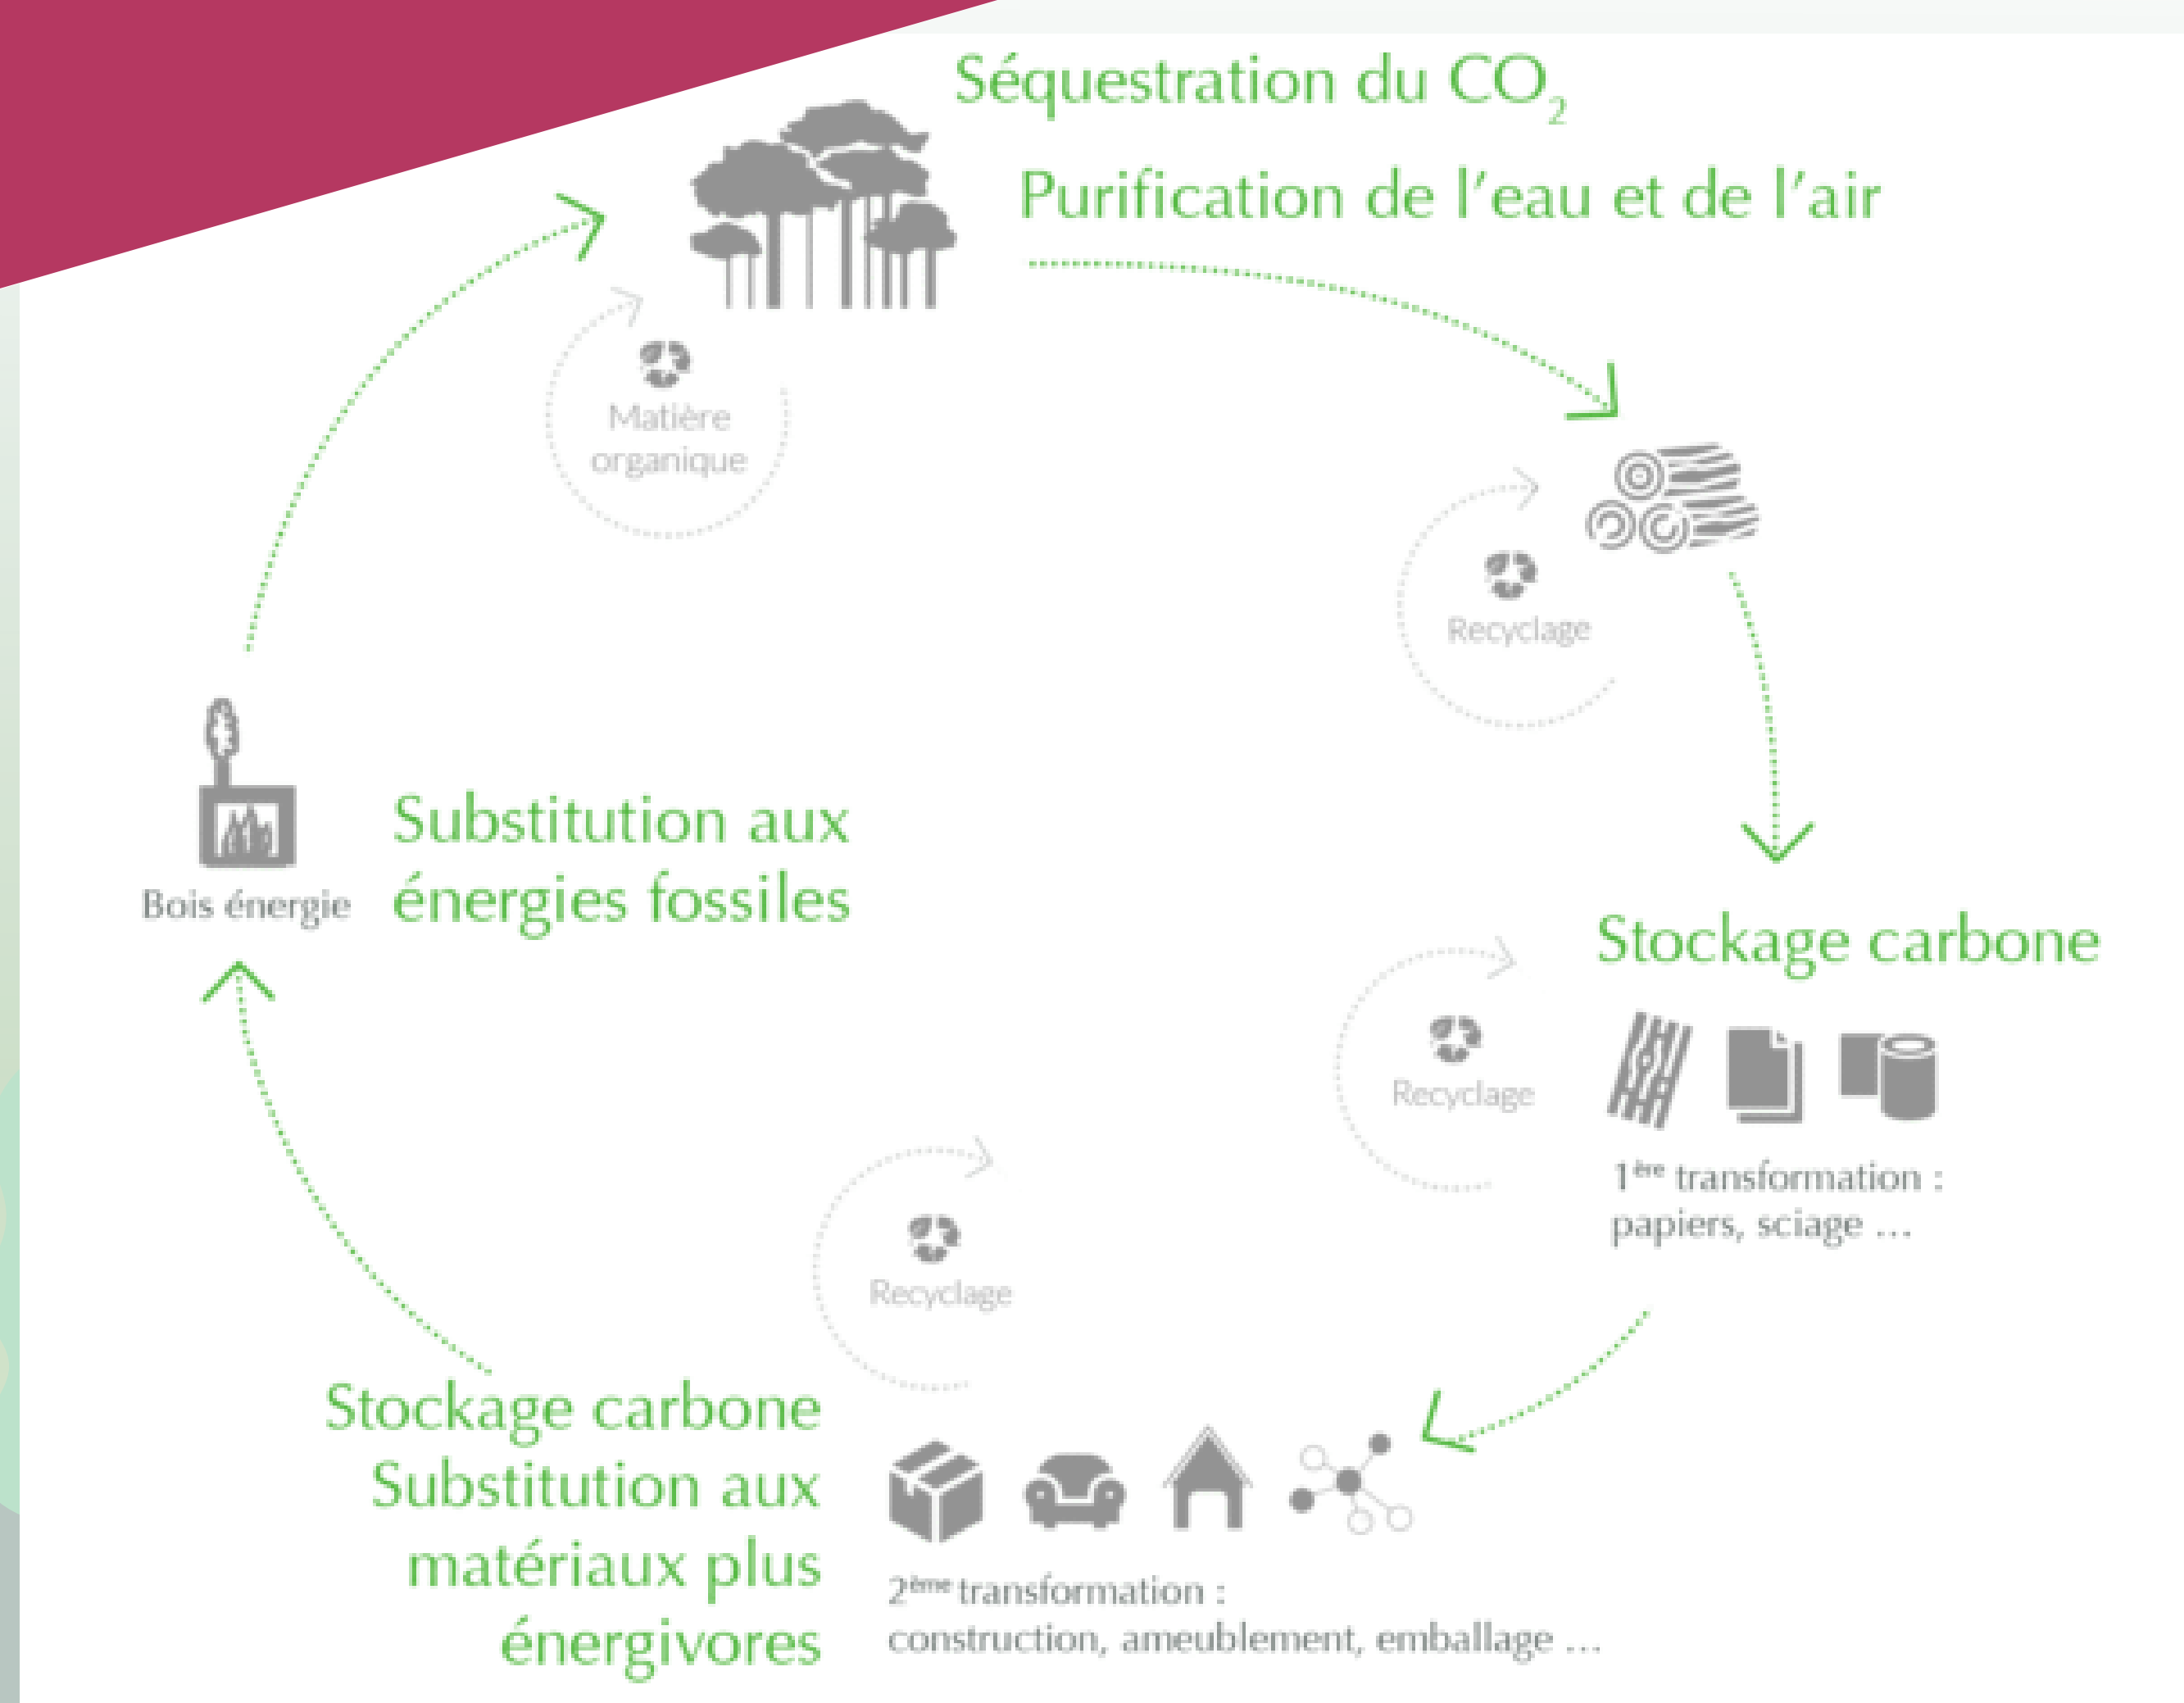 Séquestration du CO₂
Purification de l'eau et de l'air
Matière
organique
Recyclage
Stockage carbone
Recyclage
1ère transformation :
papiers, sciage ...
Recyclage
2ème transformation :
construction, ameublement, emballage ...
Stockage carbone
Substitution aux
matériaux plus
énergivores
Bois énergie
Substitution aux
énergies fossiles